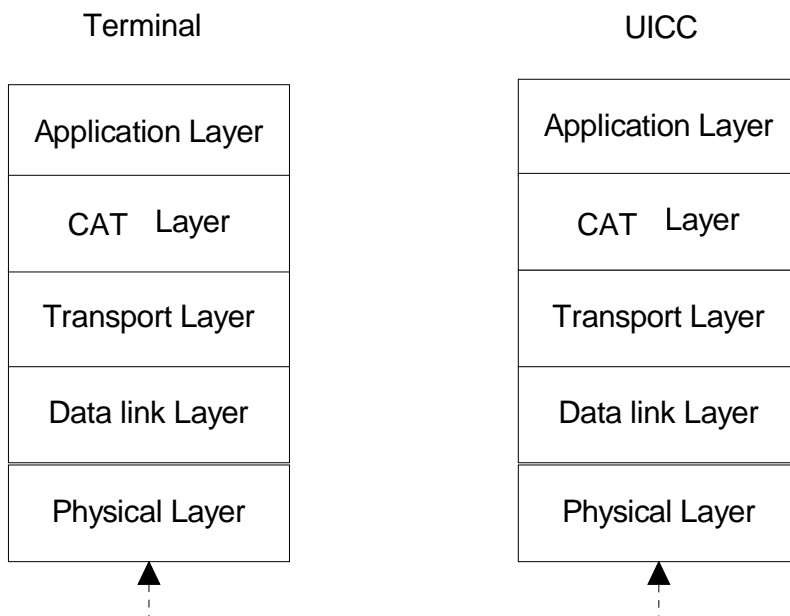 Terminal
UICC
Application Layer
CAT Layer
Transport Layer
Data link Layer
Physical Layer
Application Layer
CAT Layer
Transport Layer
Data link Layer
Physical Layer